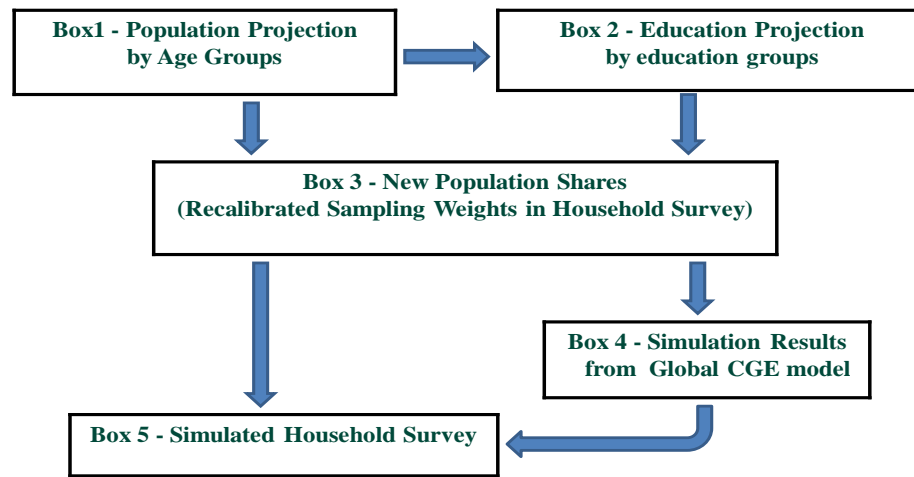 Box1 - Population Projection
by Age Groups
Box 2 - Education Projection
by education groups
Box 3 - New Population Shares
(Recalibrated Sampling Weights in Household Survey)
Box 4 - Simulation Results
from Global CGE model
Box 5 - Simulated Household Survey